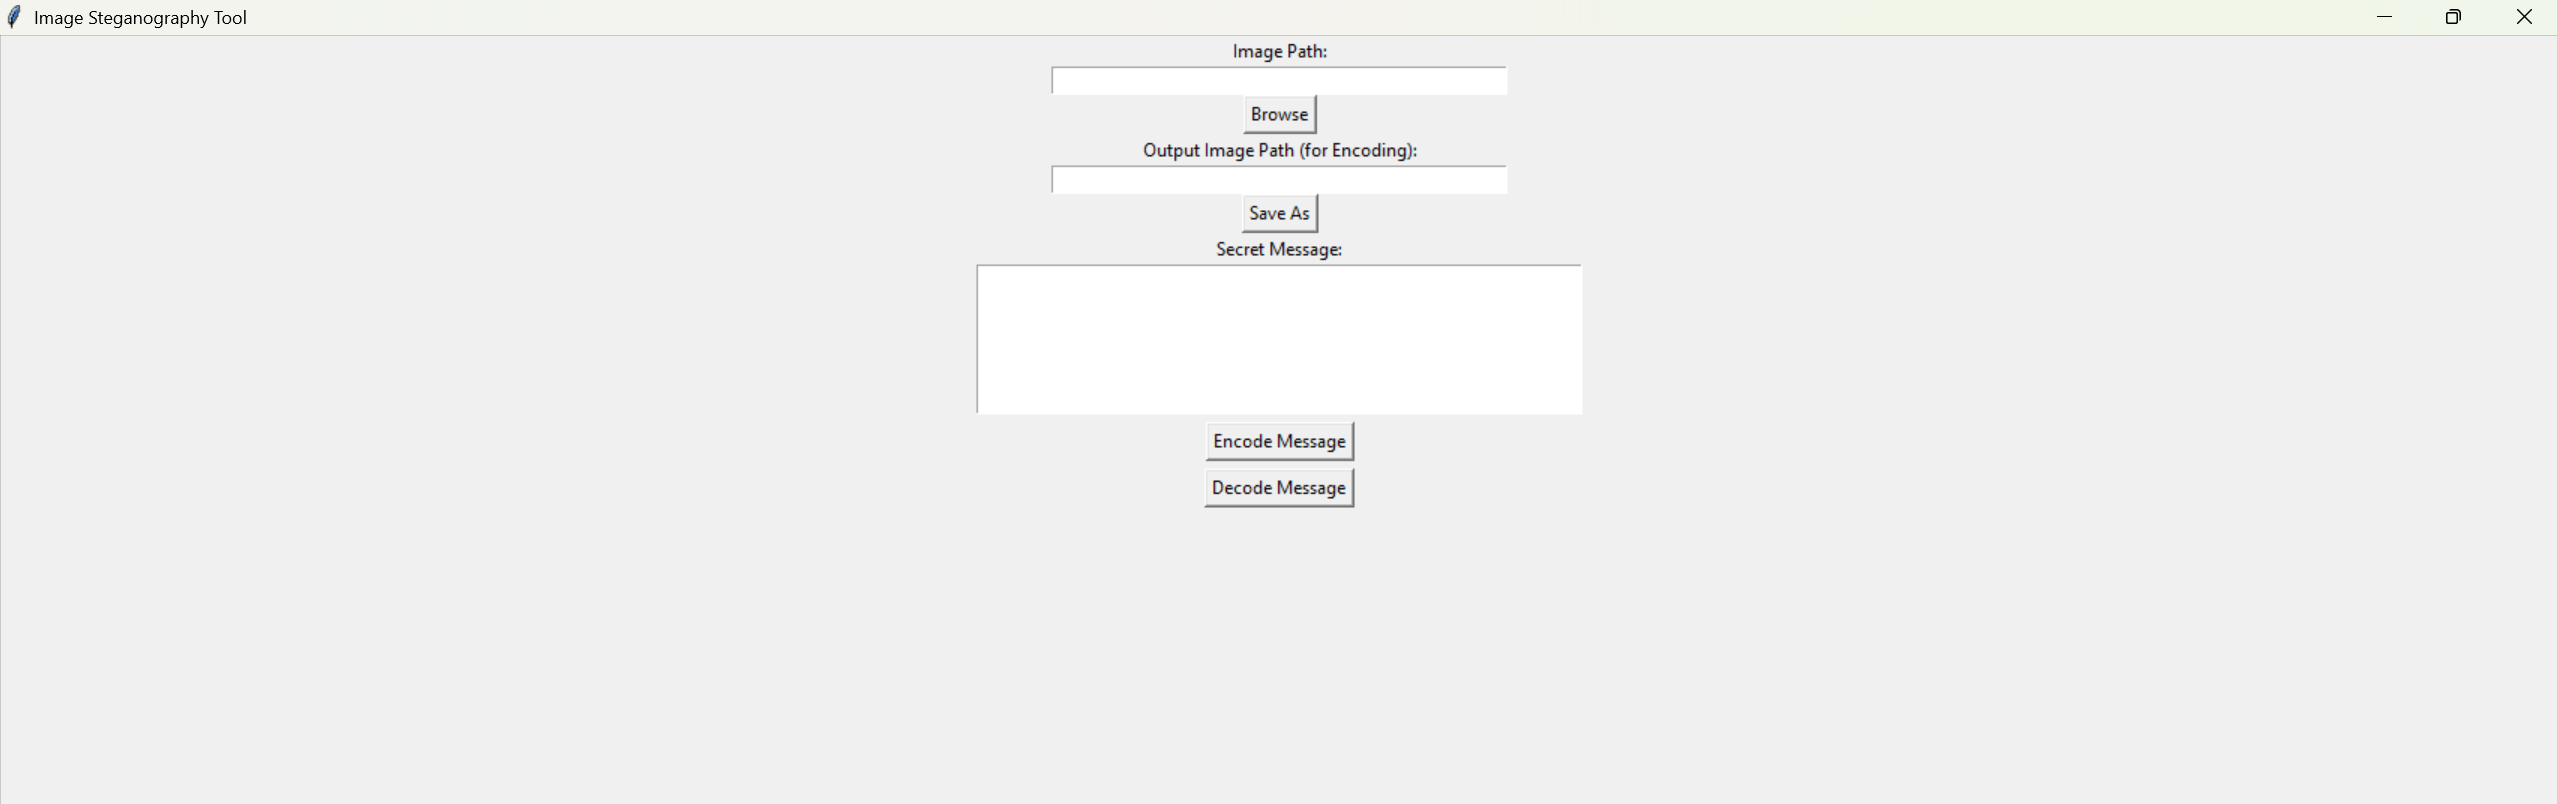 Image Steganography Tool
Image Path:
Browse
Output Image Path (for Encoding):
Save As
Secret Message:
Encode Message
Decode Message